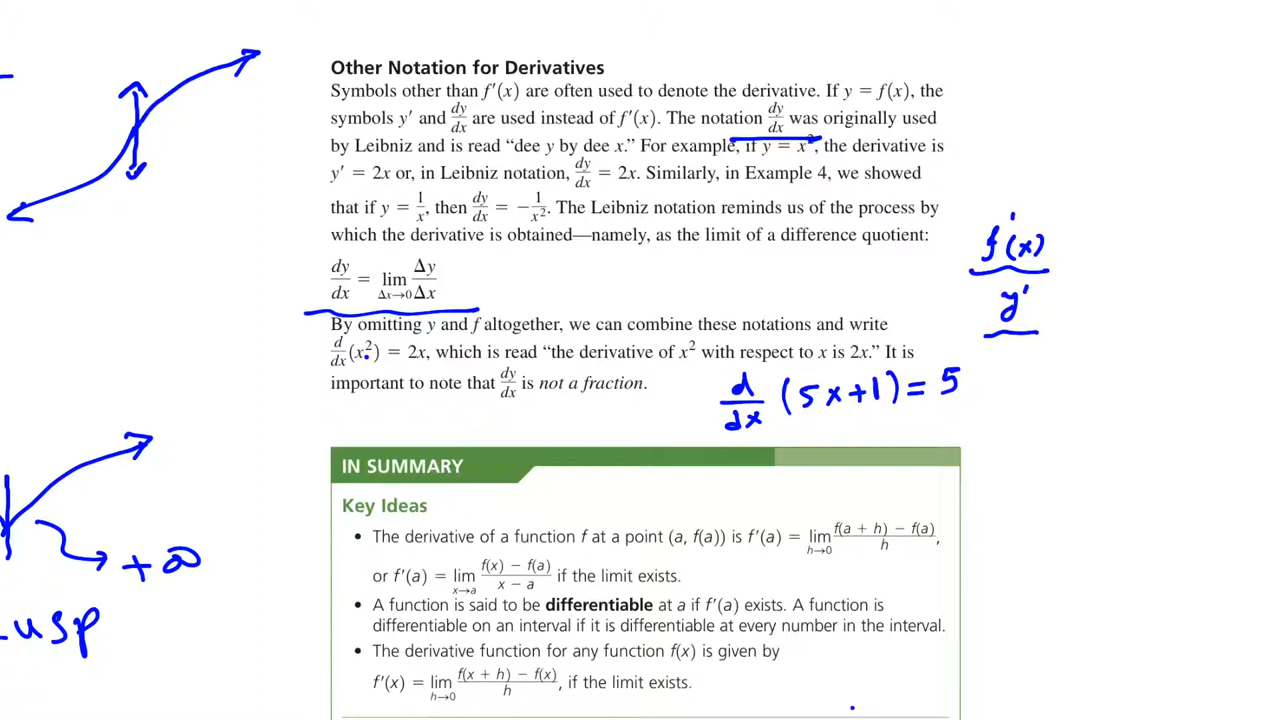 Other Notation for Derivatives
Symbols other than f′(x) are often used to denote the derivative. If y = f(x), the
symbols y′ and dy/dx are used instead of f′(x). The notation dy/dx was originally used
by Leibniz and is read “dee y by dee x.” For example, if y = x², the derivative is
y′ = 2x or, in Leibniz notation, dy/dx = 2x. Similarly, in Example 4, we showed
that if y = 1/x, then dy/dx = −1/x². The Leibniz notation reminds us of the process by
which the derivative is obtained—namely, as the limit of a difference quotient:
f′(x)
dy/dx = lim Δx→0 Δy/Δx
y′
By omitting y and f altogether, we can combine these notations and write
d/dx(x²) = 2x, which is read “the derivative of x² with respect to x is 2x.” It is
important to note that dy/dx is not a fraction.
d/dx (5x+1) = 5
IN SUMMARY
Key Ideas
• The derivative of a function f at a point (a, f(a)) is f′(a) = lim h→0 f(a + h) − f(a)/h,
or f′(a) = lim x→a f(x) − f(a)/x − a if the limit exists.
+∞
• A function is said to be differentiable at a if f′(a) exists. A function is
differentiable on an interval if it is differentiable at every number in the interval.
usp
• The derivative function for any function f(x) is given by
f′(x) = lim h→0 f(x + h) − f(x)/h, if the limit exists.